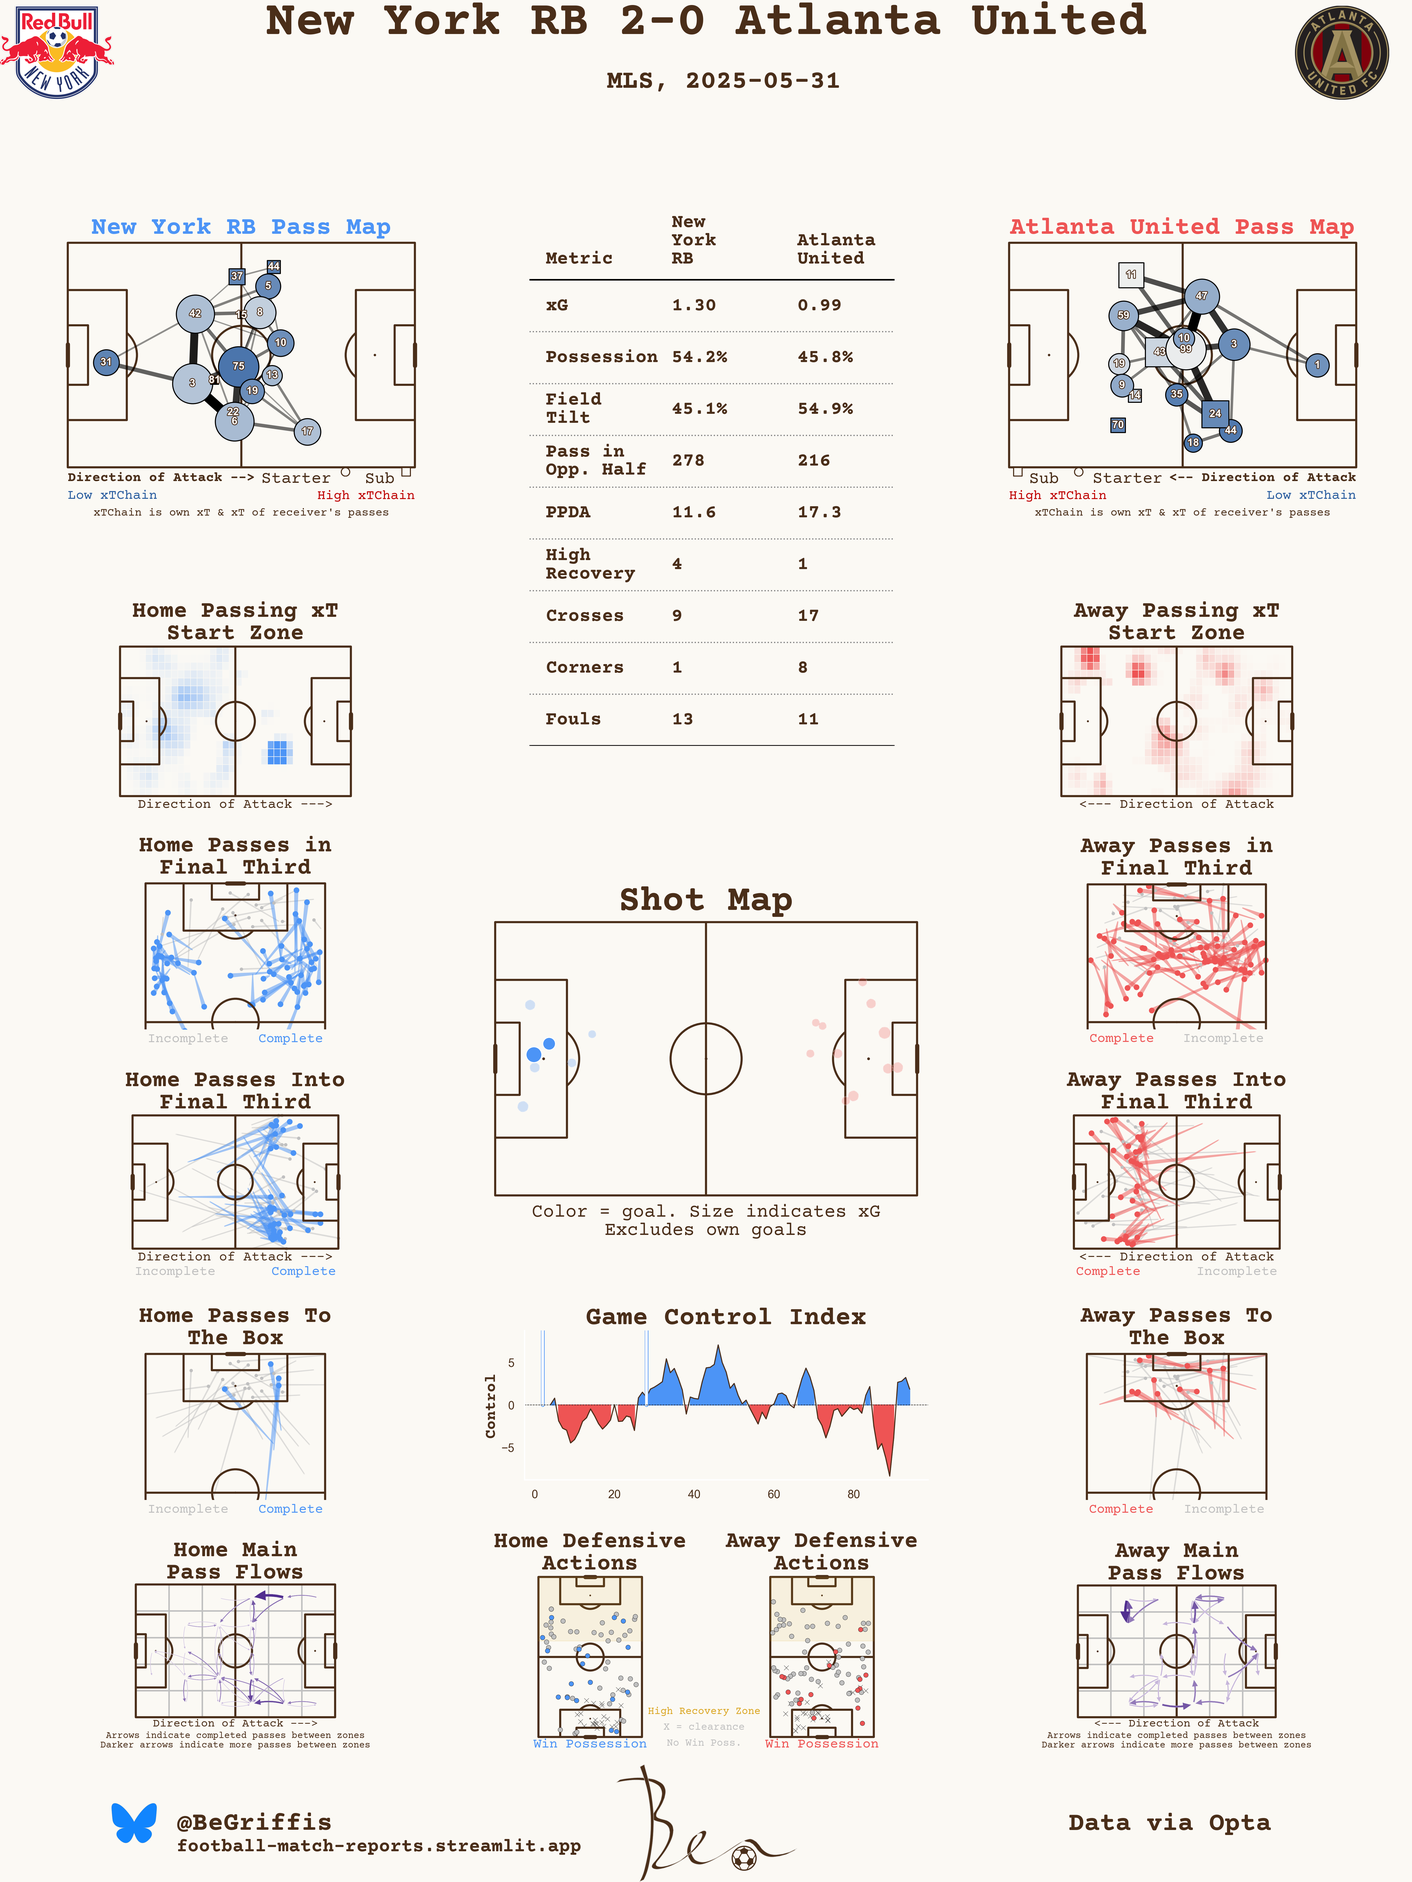 New York RB 2-0 Atlanta United
MLS, 2025-05-31
Red Bull
NEW YORK
ATLANTA
UNITED FC
New York RB Pass Map
37
44
5
42
15
8
10
31
75
3
81
13
19
22
6
17
Direction of Attack --> Starter Sub
Low xTChain High xTChain
xTChain is own xT & xT of receiver's passes
Metric New York RB Atlanta United
xG 1.30 0.99
Possession 54.2% 45.8%
Field Tilt 45.1% 54.9%
Pass in Opp. Half 278 216
PPDA 11.6 17.3
High Recovery 4 1
Crosses 9 17
Corners 1 8
Fouls 13 11
Atlanta United Pass Map
11
47
59
10
3
43
99
19
1
9
14
35
24
70
44
18
Sub Starter <-- Direction of Attack
High xTChain Low xTChain
xTChain is own xT & xT of receiver's passes
Home Passing xT
Start Zone
Direction of Attack --->
Away Passing xT
Start Zone
<--- Direction of Attack
Home Passes in
Final Third
Incomplete Complete
Away Passes in
Final Third
Complete Incomplete
Shot Map
Color = goal. Size indicates xG
Excludes own goals
Home Passes Into
Final Third
Direction of Attack --->
Incomplete Complete
Away Passes Into
Final Third
<--- Direction of Attack
Complete Incomplete
Home Passes To
The Box
Incomplete Complete
Game Control Index
Control
5
0
−5
0 20 40 60 80
Away Passes To
The Box
Complete Incomplete
Home Main
Pass Flows
Direction of Attack --->
Arrows indicate completed passes between zones
Darker arrows indicate more passes between zones
Home Defensive
Actions
Win Possession
High Recovery Zone
X = clearance
No Win Poss.
Away Defensive
Actions
Win Possession
Away Main
Pass Flows
<--- Direction of Attack
Arrows indicate completed passes between zones
Darker arrows indicate more passes between zones
@BeGriffis
football-match-reports.streamlit.app
Ben
Data via Opta